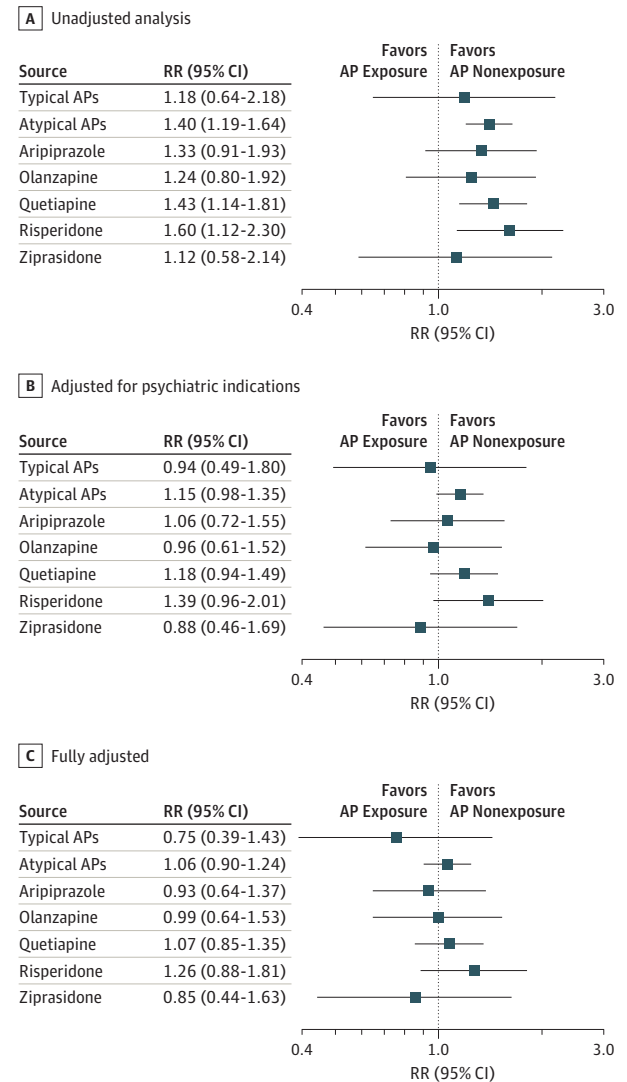 A Unadjusted analysis
Favors Favors
Source RR (95% CI) AP Exposure AP Nonexposure
Typical APs 1.18 (0.64-2.18)
Atypical APs 1.40 (1.19-1.64)
Aripiprazole 1.33 (0.91-1.93)
Olanzapine 1.24 (0.80-1.92)
Quetiapine 1.43 (1.14-1.81)
Risperidone 1.60 (1.12-2.30)
Ziprasidone 1.12 (0.58-2.14)
0.4 1.0 3.0
RR (95% CI)
B Adjusted for psychiatric indications
Favors Favors
Source RR (95% CI) AP Exposure AP Nonexposure
Typical APs 0.94 (0.49-1.80)
Atypical APs 1.15 (0.98-1.35)
Aripiprazole 1.06 (0.72-1.55)
Olanzapine 0.96 (0.61-1.52)
Quetiapine 1.18 (0.94-1.49)
Risperidone 1.39 (0.96-2.01)
Ziprasidone 0.88 (0.46-1.69)
0.4 1.0 3.0
RR (95% CI)
C Fully adjusted
Favors Favors
Source RR (95% CI) AP Exposure AP Nonexposure
Typical APs 0.75 (0.39-1.43)
Atypical APs 1.06 (0.90-1.24)
Aripiprazole 0.93 (0.64-1.37)
Olanzapine 0.99 (0.64-1.53)
Quetiapine 1.07 (0.85-1.35)
Risperidone 1.26 (0.88-1.81)
Ziprasidone 0.85 (0.44-1.63)
0.4 1.0 3.0
RR (95% CI)